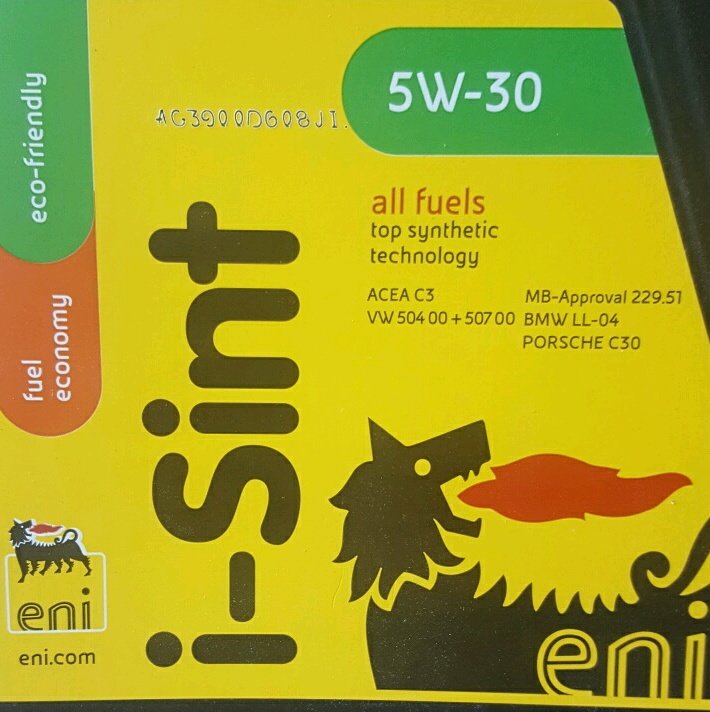 eco-friendly
fuel
economy
5W-30
AG3900D608JI.
all fuels
top synthetic
technology
ACEA C3
VW 504 00 + 507 00
MB-Approval 229.51
BMW LL-04
PORSCHE C30
i-Sint
eni
eni.com
eni